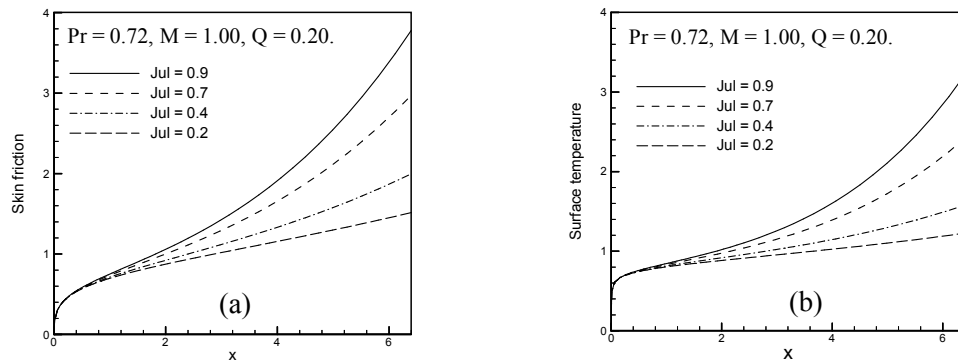 4
Pr = 0.72, M = 1.00, Q = 0.20.
Jul = 0.9
Jul = 0.7
Jul = 0.4
Jul = 0.2
3
2
1
0
Skin friction
(a)
0 2 4 6
x
4
Pr = 0.72, M = 1.00, Q = 0.20.
Jul = 0.9
Jul = 0.7
Jul = 0.4
Jul = 0.2
3
2
1
0
Surface temperature
(b)
0 2 4 6
x